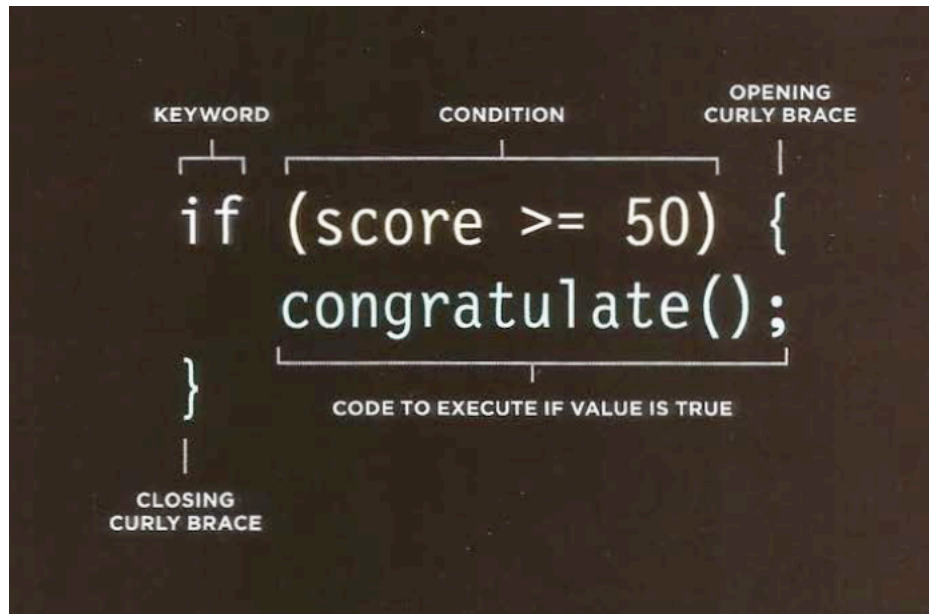 KEYWORD
CONDITION
OPENING
CURLY BRACE
if (score >= 50) {
congratulate();
}
CODE TO EXECUTE IF VALUE IS TRUE
CLOSING
CURLY BRACE